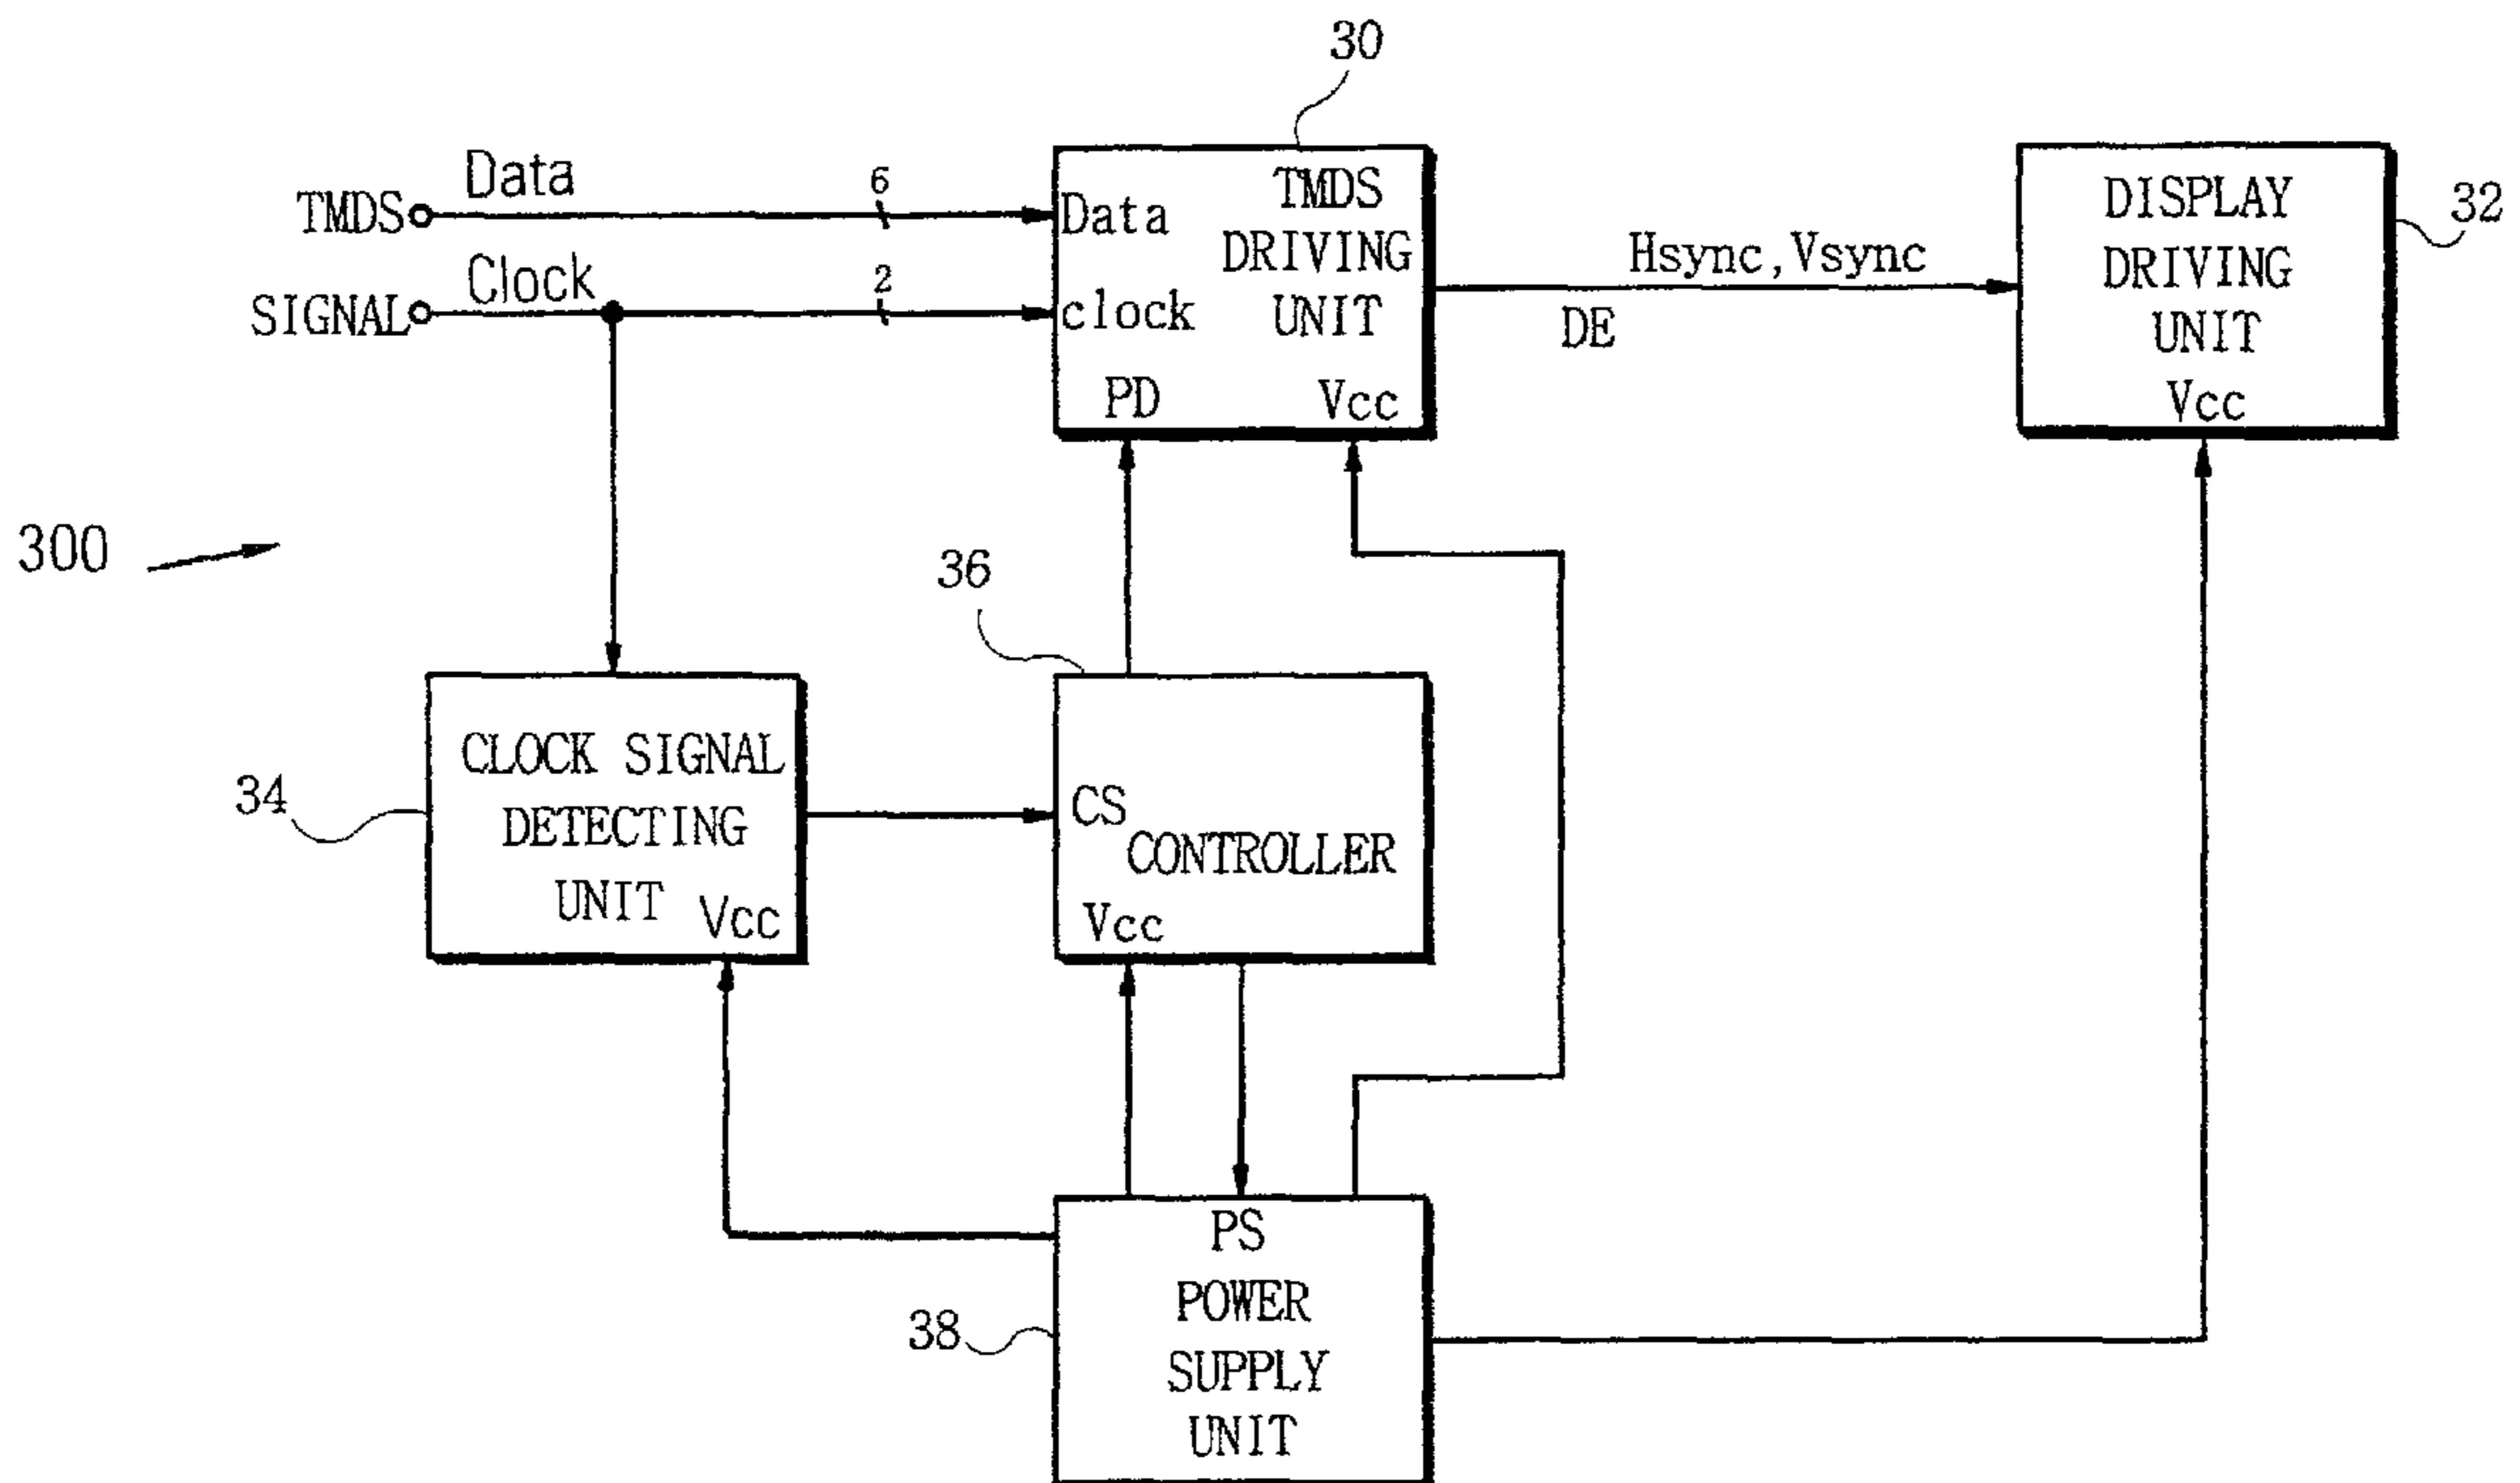 30
TMDS
Data
6
SIGNAL
Clock
2
Data
clock
TMDS
DRIVING
UNIT
PD
Vcc
Hsync,Vsync
DE
DISPLAY
DRIVING
UNIT
Vcc
32
300
36
34
CLOCK SIGNAL
DETECTING
UNIT
Vcc
CS
CONTROLLER
Vcc
38
PS
POWER
SUPPLY
UNIT